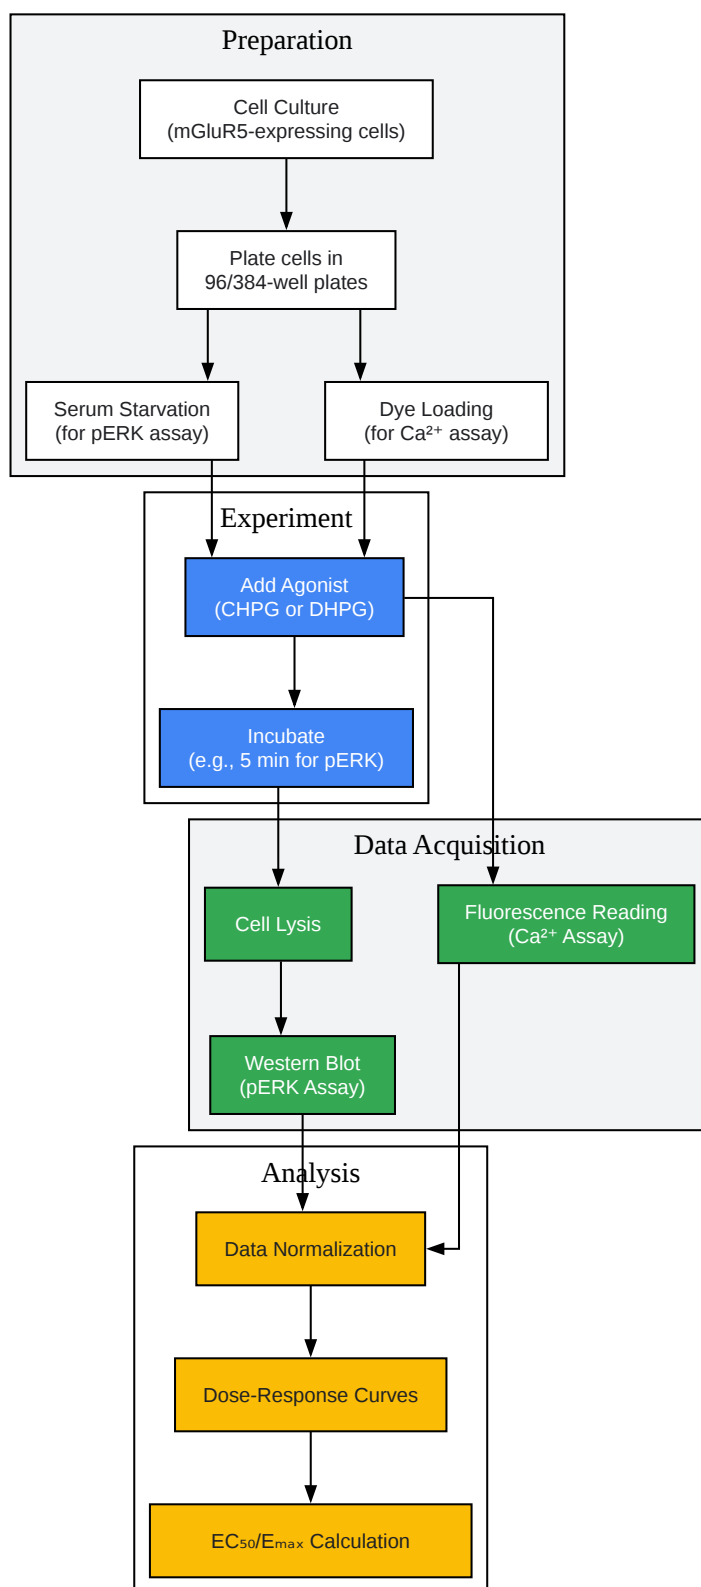 Preparation
Cell Culture
(mGluR5-expressing cells)
Plate cells in
96/384-well plates
Serum Starvation
(for pERK assay)
Dye Loading
(for Ca²⁺ assay)
Experiment
Add Agonist
(CHPG or DHPG)
Incubate
(e.g., 5 min for pERK)
Data Acquisition
Cell Lysis
Fluorescence Reading
(Ca²⁺ Assay)
Western Blot
(pERK Assay)
Analysis
Data Normalization
Dose-Response Curves
EC₅₀/Eₘₐₓ Calculation